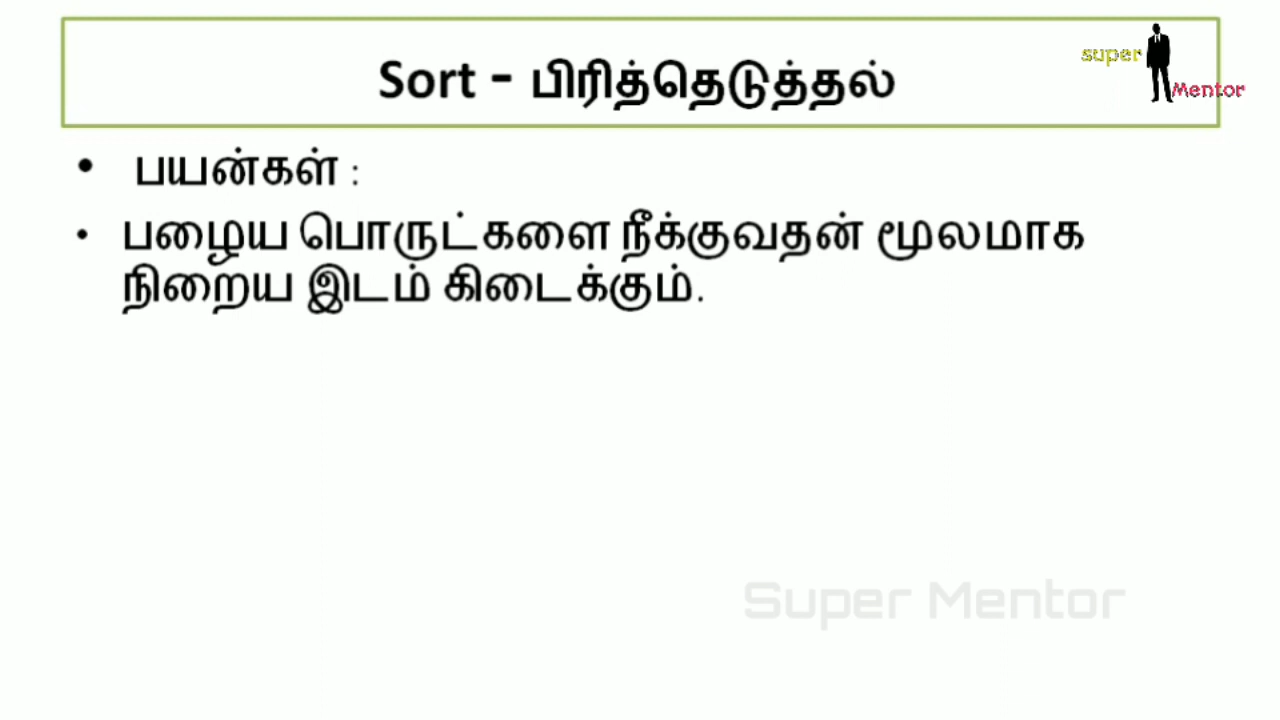 Sort - பிரித்தெடுத்தல்
super
Mentor
• பயன்கள் :
• பழைய பொருட்களை நீக்குவதன் மூலமாக
நிறைய இடம் கிடைக்கும்.
Super Mentor